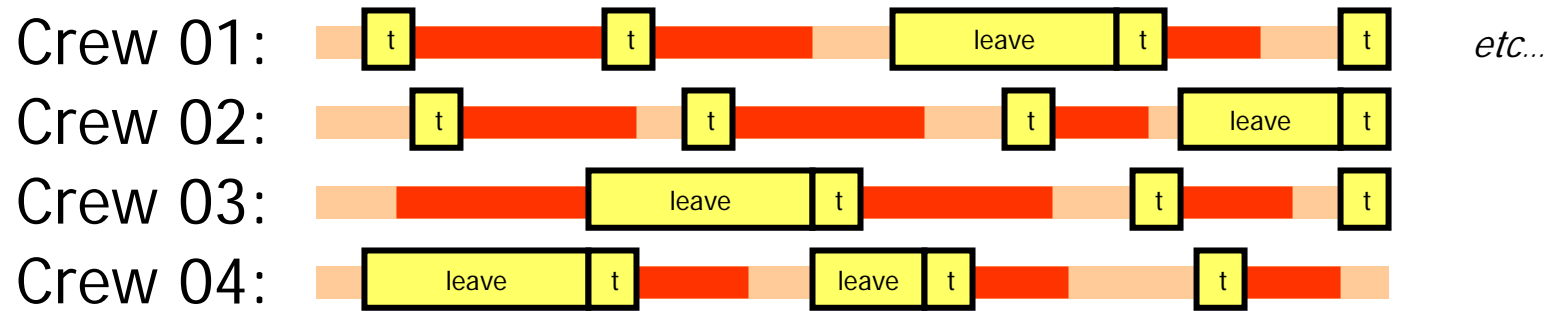 Crew 01: t t leave t t etc...
Crew 02: t t t leave t
Crew 03: leave t t t
Crew 04: leave t leave t t